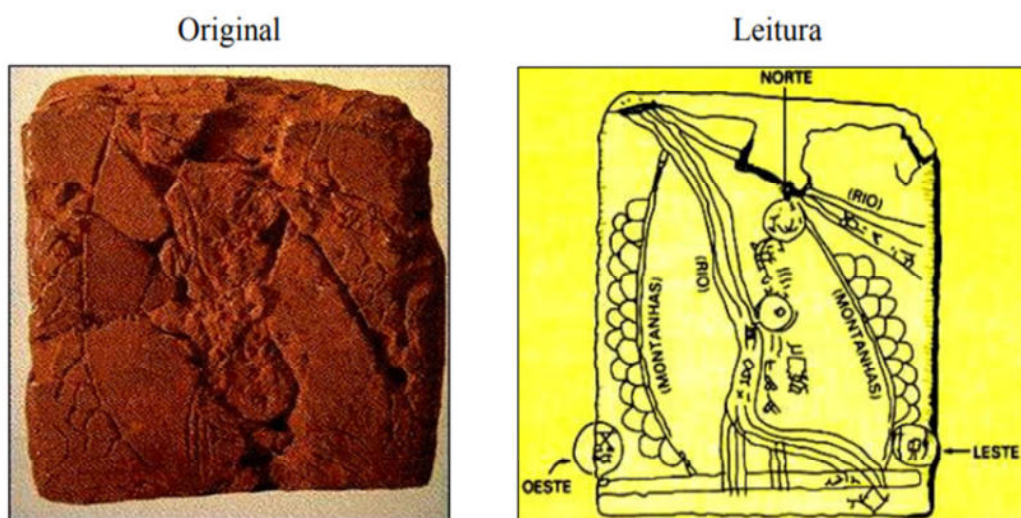 Original
Leitura
NORTE
(RIO)
(RIO)
(MONTANHAS)
(MONTANHAS)
OESTE
LESTE